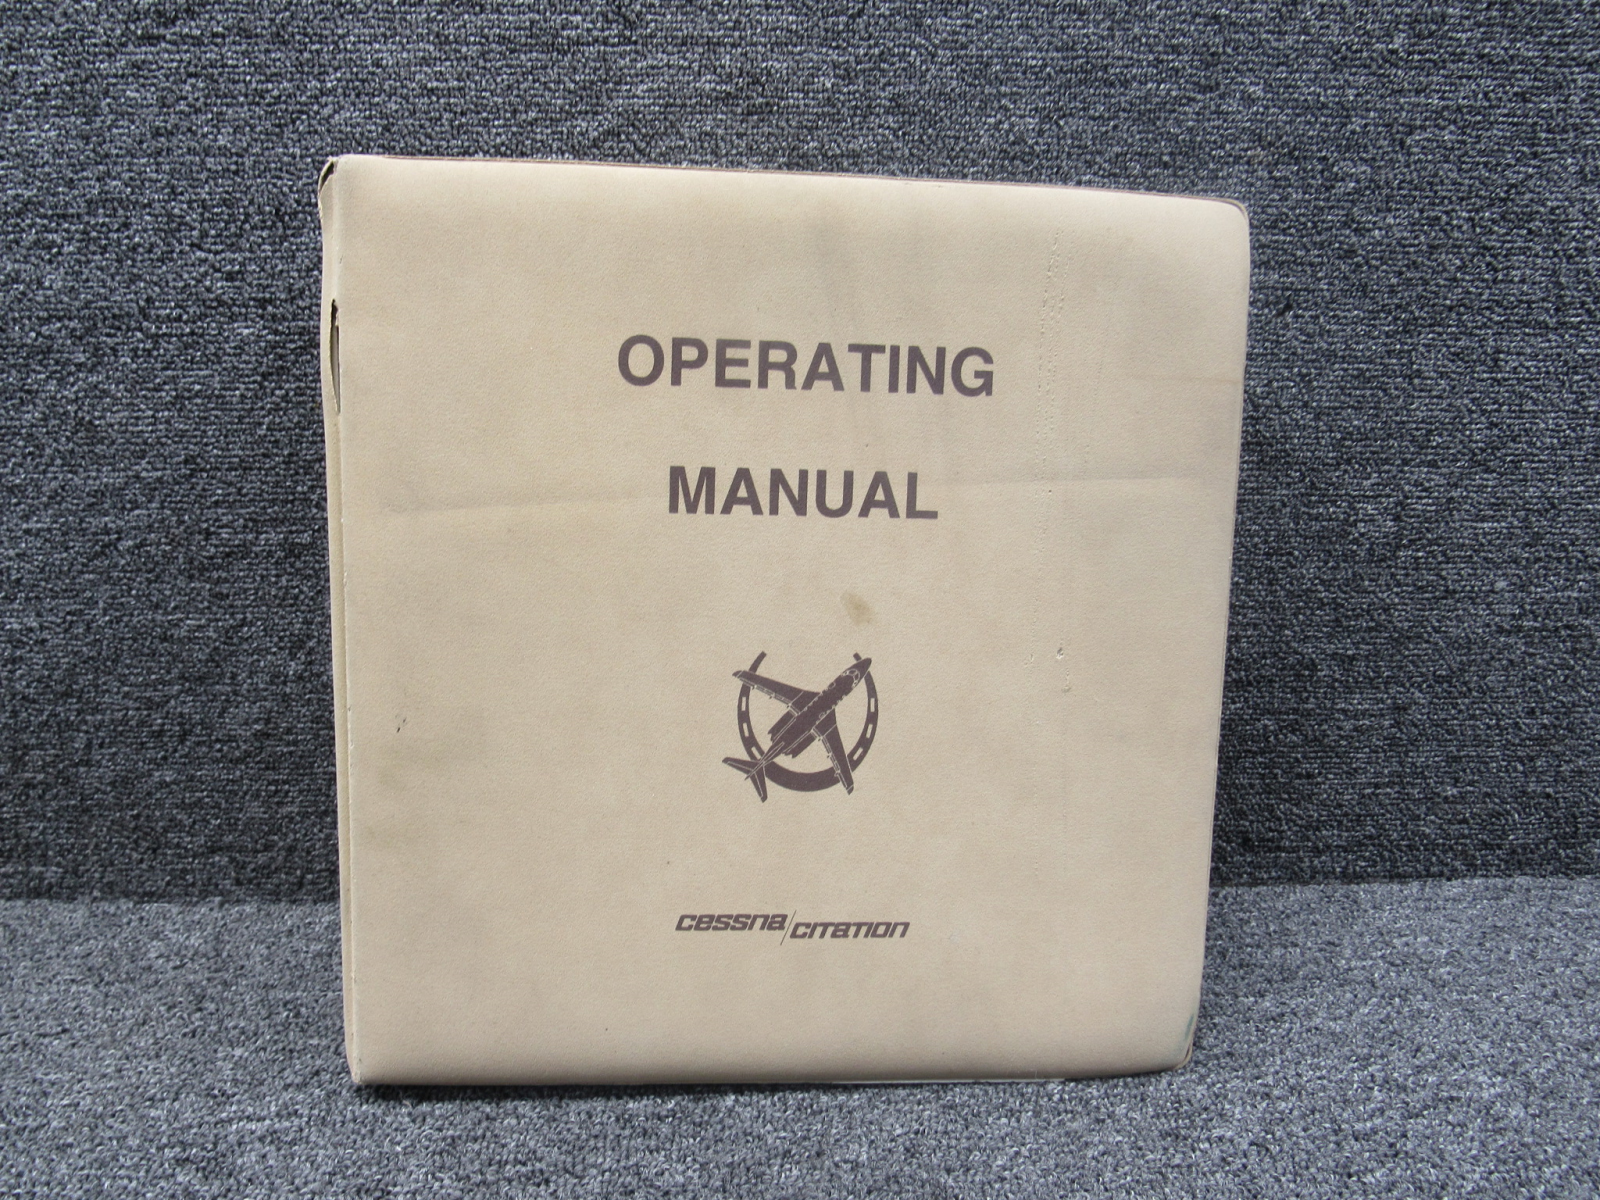 OPERATING
MANUAL
cessna/citation